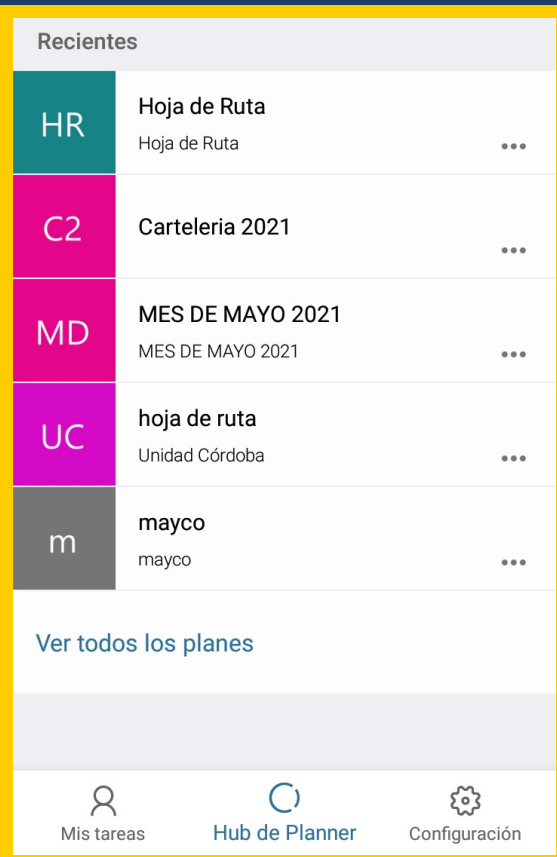 Recientes
HR
Hoja de Ruta
Hoja de Ruta
C2
Carteleria 2021
MD
MES DE MAYO 2021
MES DE MAYO 2021
UC
hoja de ruta
Unidad Córdoba
m
mayco
mayco
Ver todos los planes
Mis tareas
Hub de Planner
Configuración